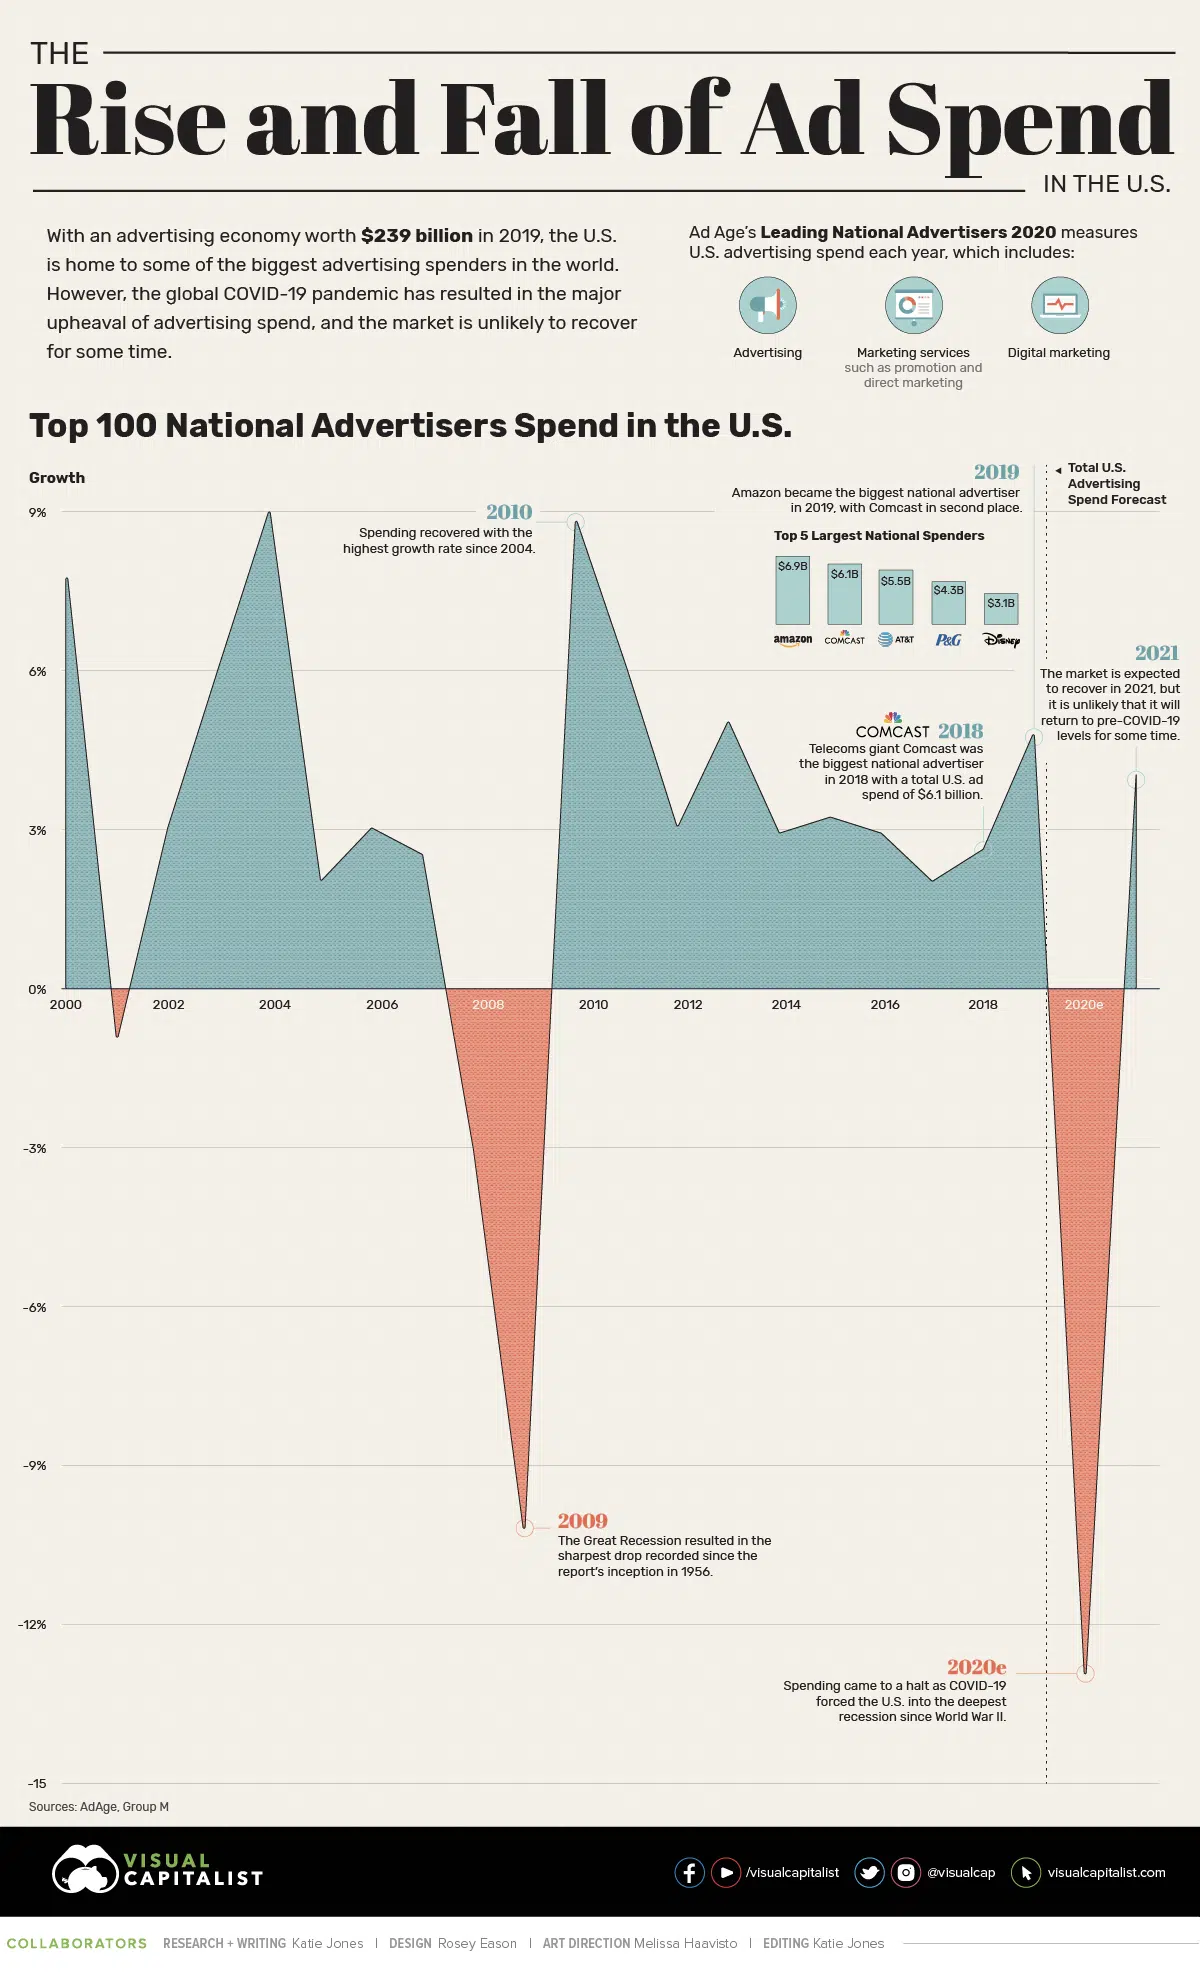 THE
Rise and Fall of Ad Spend
IN THE U.S.
With an advertising economy worth $239 billion in 2019, the U.S.
is home to some of the biggest advertising spenders in the world.
However, the global COVID-19 pandemic has resulted in the major
upheaval of advertising spend, and the market is unlikely to recover
for some time.
Ad Age's Leading National Advertisers 2020 measures
U.S. advertising spend each year, which includes:
Advertising
Marketing services
such as promotion and
direct marketing
Digital marketing
Top 100 National Advertisers Spend in the U.S.
Growth
9%
6%
3%
0%
-3%
-6%
-9%
-12%
-15
2010
Spending recovered with the
highest growth rate since 2004.
2019
Amazon became the biggest national advertiser
in 2019, with Comcast in second place.
Top 5 Largest National Spenders
$6.9B
$6.1B
$5.5B
$4.3B
$3.1B
amazon
COMCAST
AT&T
P&G
Disney
Total U.S.
Advertising
Spend Forecast
2021
The market is expected
to recover in 2021, but
it is unlikely that it will
return to pre-COVID-19
levels for some time.
COMCAST 2018
Telecoms giant Comcast was
the biggest national advertiser
in 2018 with a total U.S. ad
spend of $6.1 billion.
2000
2002
2004
2006
2008
2010
2012
2014
2016
2018
2020e
2009
The Great Recession resulted in the
sharpest drop recorded since the
report's inception in 1956.
2020e
Spending came to a halt as COVID-19
forced the U.S. into the deepest
recession since World War II.
Sources: AdAge, Group M
VISUAL
CAPITALIST
/visualcapitalist
@visualcap
visualcapitalist.com
COLLABORATORS RESEARCH + WRITING Katie Jones | DESIGN Rosey Eason | ART DIRECTION Melissa Haavisto | EDITING Katie Jones